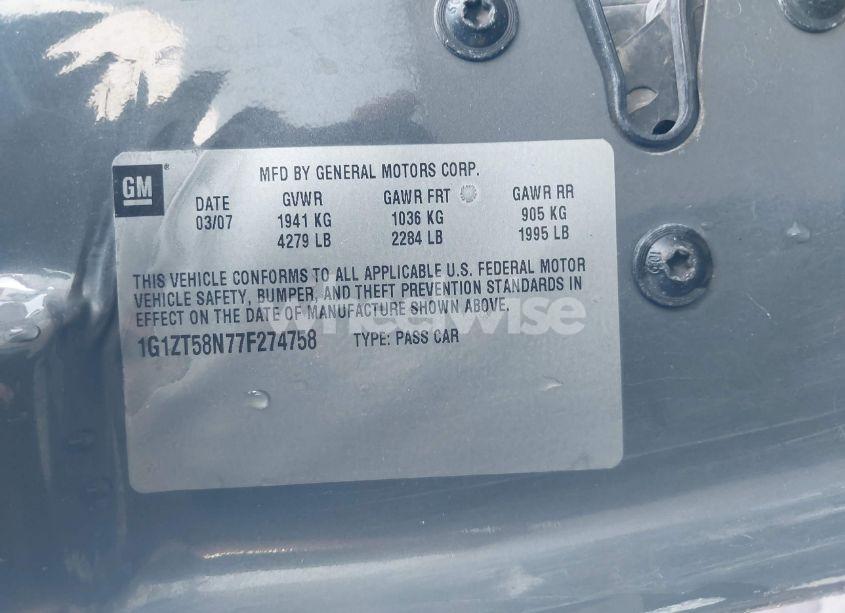 GM
MFD BY GENERAL MOTORS CORP.
DATE GVWR GAWR FRT GAWR RR
03/07 1941 KG 1036 KG 905 KG
4279 LB 2284 LB 1995 LB
THIS VEHICLE CONFORMS TO ALL APPLICABLE U.S. FEDERAL MOTOR
VEHICLE SAFETY, BUMPER, AND THEFT PREVENTION STANDARDS IN
EFFECT ON THE DATE OF MANUFACTURE SHOWN ABOVE.
wheelwise
1G1ZT58N77F274758 TYPE: PASS CAR